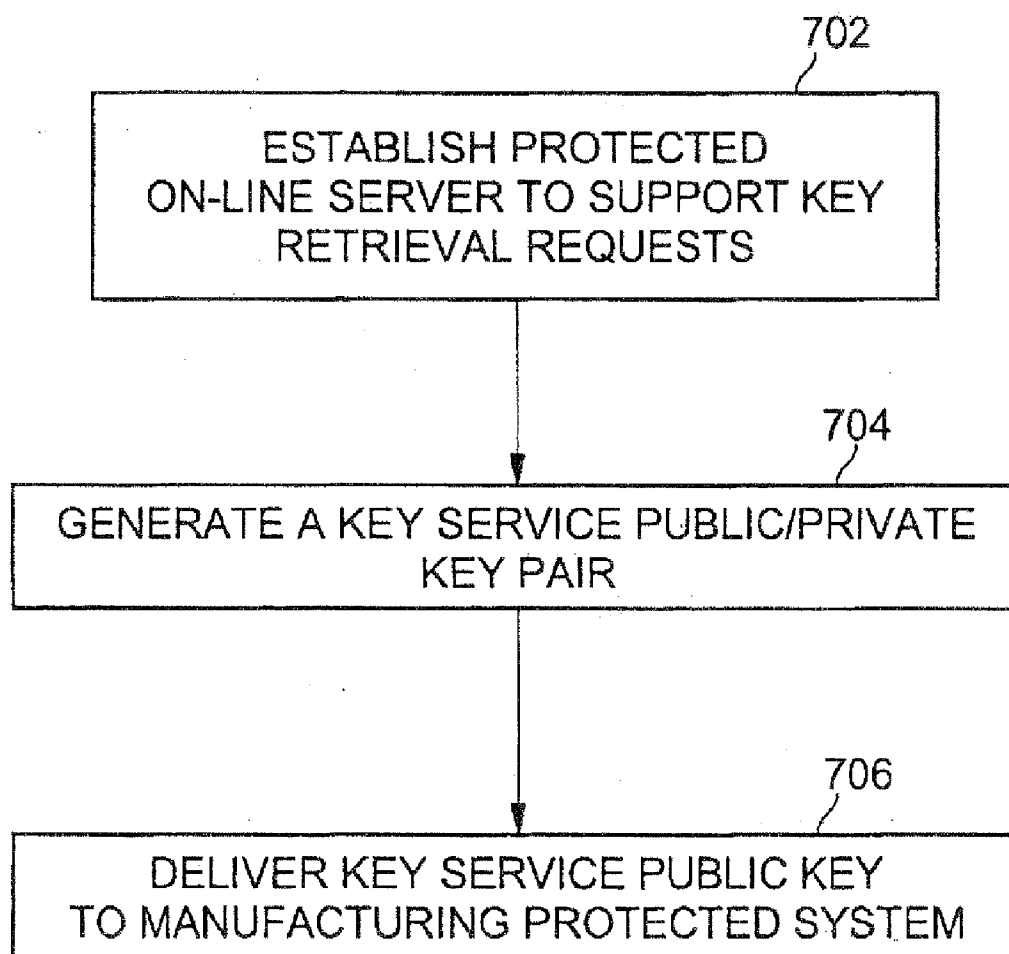 702
ESTABLISH PROTECTED
ON-LINE SERVER TO SUPPORT KEY
RETRIEVAL REQUESTS
704
GENERATE A KEY SERVICE PUBLIC/PRIVATE
KEY PAIR
706
DELIVER KEY SERVICE PUBLIC KEY
TO MANUFACTURING PROTECTED SYSTEM